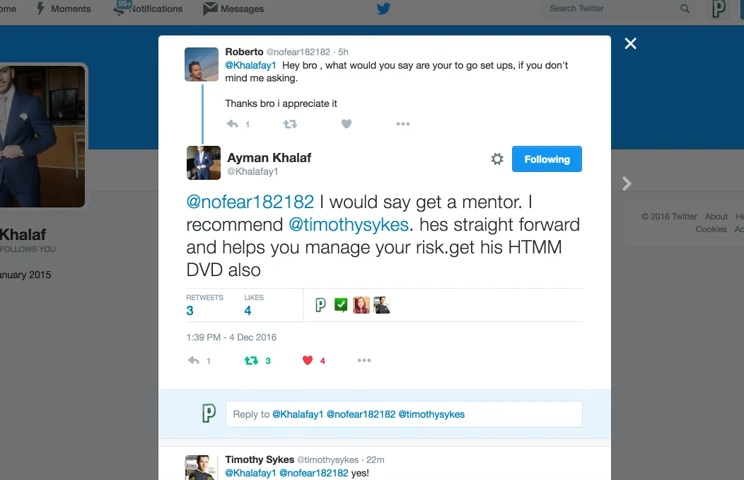 ome Moments 99+ Notifications Messages Search Twitter
Roberto @nofear182182 · 5h
@Khalafay1 Hey bro , what would you say are your to go set ups, if you don't
mind me asking.
Thanks bro i appreciate it
1
Ayman Khalaf
@Khalafay1
Following
@nofear182182 I would say get a mentor. I
recommend @timothysykes. hes straight forward
and helps you manage your risk.get his HTMM
DVD also
RETWEETS LIKES
3 4
1:39 PM - 4 Dec 2016
1 3 4
Reply to @Khalafay1 @nofear182182 @timothysykes
Timothy Sykes @timothysykes · 22m
@Khalafay1 @nofear182182 yes!
Khalaf
FOLLOWS YOU
anuary 2015
© 2016 Twitter About He
Cookies Ad